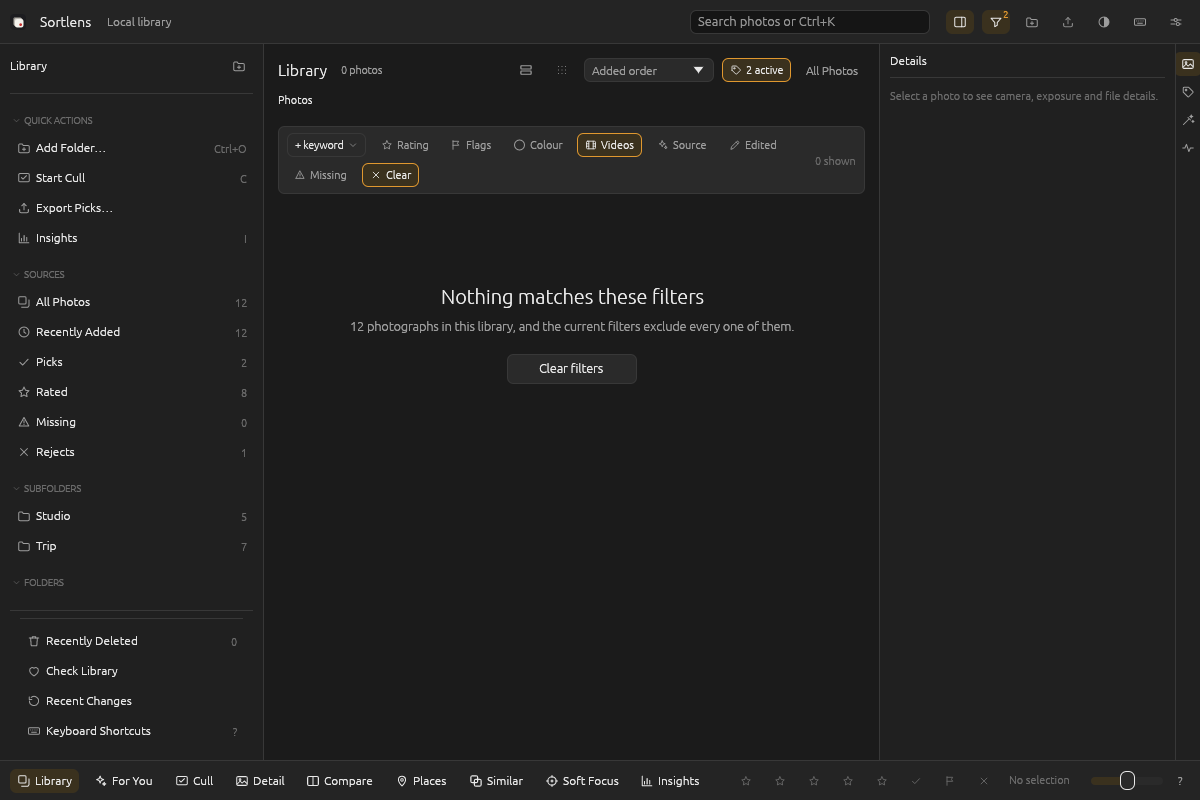 Sortlens Local library Search photos or Ctrl+K 2
Library
QUICK ACTIONS
Add Folder... Ctrl+O
Start Cull C
Export Picks...
Insights I
SOURCES
All Photos 12
Recently Added 12
Picks 2
Rated 8
Missing 0
Rejects 1
SUBFOLDERS
Studio 5
Trip 7
FOLDERS
Recently Deleted 0
Check Library
Recent Changes
Keyboard Shortcuts ?
Library 0 photos Added order 2 active All Photos
Photos
+ keyword Rating Flags Colour Videos Source Edited
Missing Clear
0 shown
Nothing matches these filters
12 photographs in this library, and the current filters exclude every one of them.
Clear filters
Details
Select a photo to see camera, exposure and file details.
Library For You Cull Detail Compare Places Similar Soft Focus Insights No selection ?